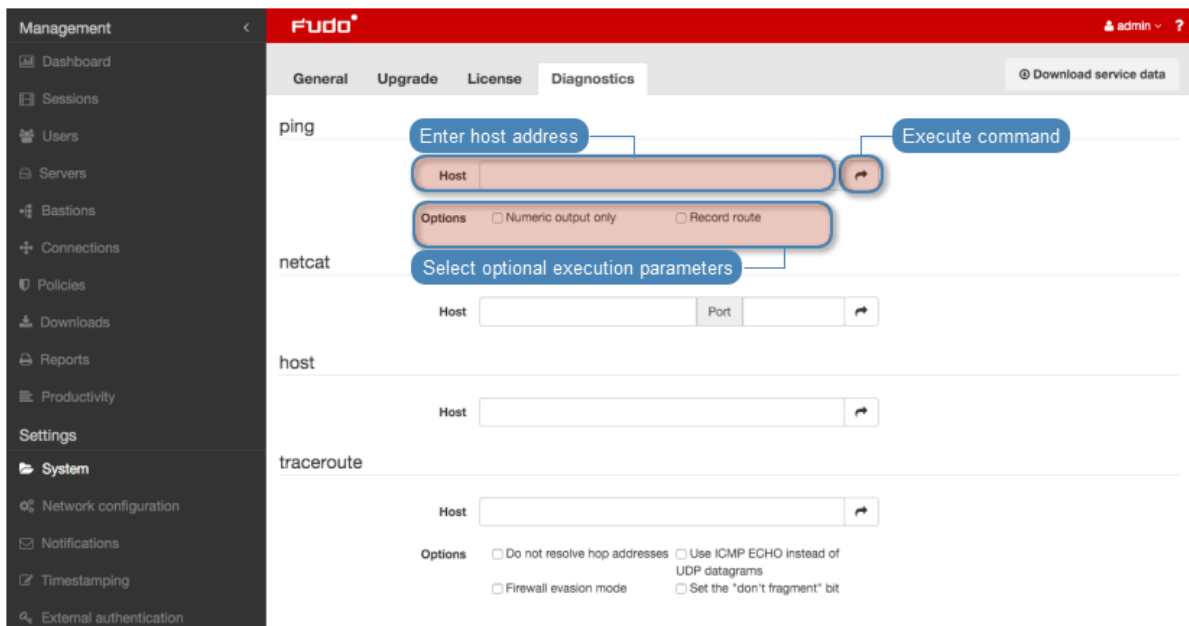 Management
Fudo
admin ?
Dashboard
General Upgrade License Diagnostics
Download service data
Sessions
ping
Users
Enter host address
Execute command
Servers
Host
Bastions
Options Numeric output only Record route
Connections
netcat
Select optional execution parameters
Policies
Host Port
Downloads
Reports
host
Productivity
Host
Settings
System
traceroute
Network configuration
Host
Notifications
Options Do not resolve hop addresses Use ICMP ECHO instead of
UDP datagrams
Timestamping
Firewall evasion mode Set the "don't fragment" bit
External authentication